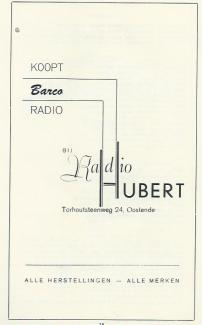 KOOPT
Barco
RADIO
BIJ
Radio
HUBERT
Torhoutsteenweg 24, Oostende
ALLE HERSTELLINGEN — ALLE MERKEN